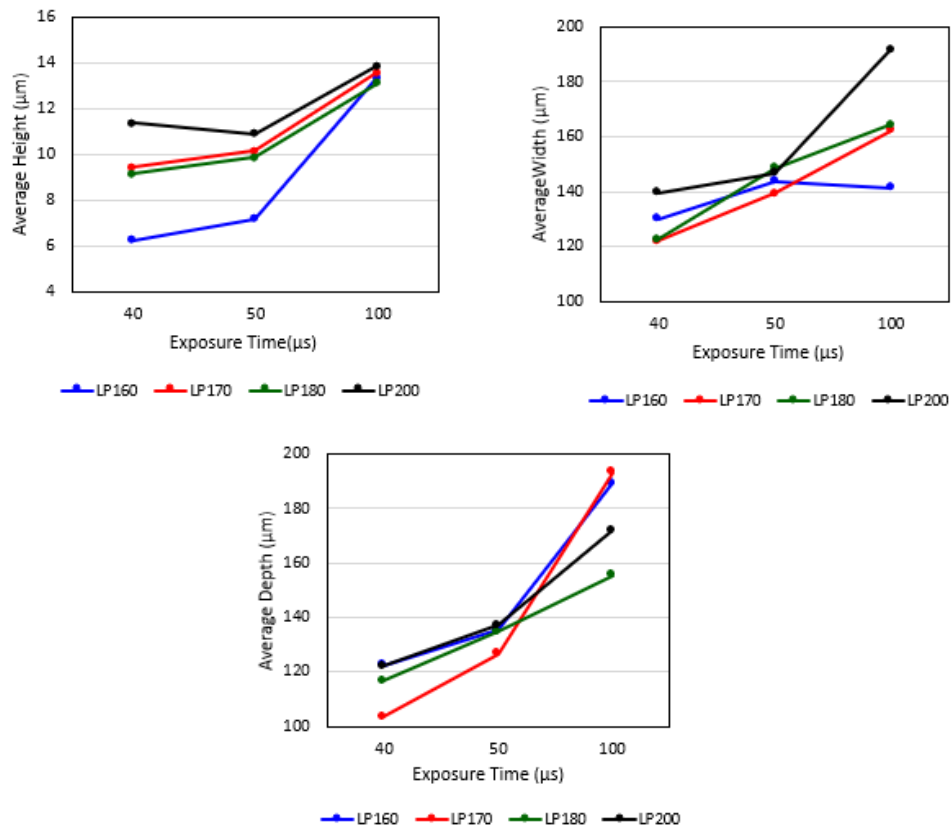 16
14
12
10
8
6
4
Average Height (µm)
40 50 100
Exposure Time(µs)
LP160 LP170 LP180 LP200
200
180
160
140
120
100
AverageWidth (µm)
40 50 100
Exposure Time (µs)
LP160 LP170 LP180 LP200
200
180
160
140
120
100
Average Depth (µm)
40 50 100
Exposure Time (µs)
LP160 LP170 LP180 LP200